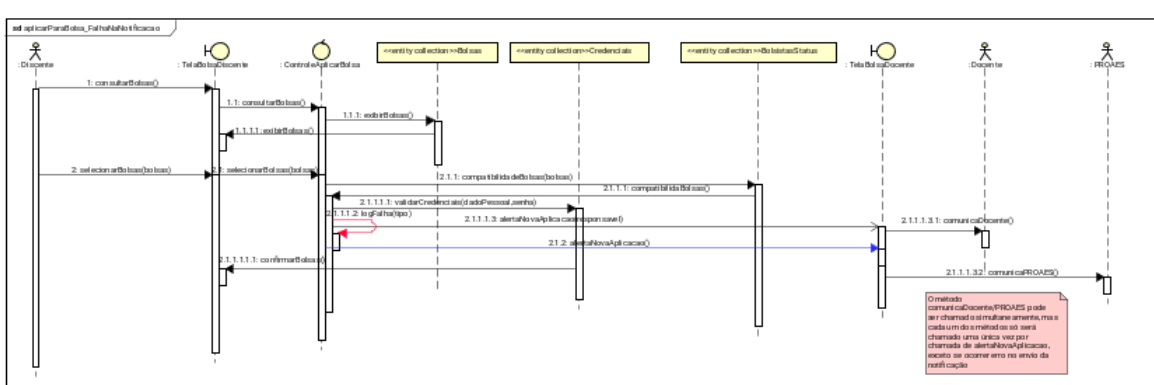 sd aplicarParaBolsa_FalhaNaNotificacao
: Discente
: TelaBolsaDiscente
: ControleAplicarBolsa
<<entity collection>>Bolsas
<<entity collection>>Credenciais
<<entity collection>>BolsistasStatus
: TelaBolsaDocente
: Docente
: PROAES
1: consultarBolsas()
1.1: consultarBolsas()
1.1.1: exibirBolsas()
1.1.1.1: exibirBolsas()
2: selecionarBolsas(bolsas)
2.1: selecionarBolsas(bolsas)
2.1.1: compatibilidadeBolsas(bolsas)
2.1.1.1: compatibilidaBolsas()
2.1.1.1.1: validarCredenciais(dadoPessoal,senha)
2.1.1.1.2: logFalha(tipo)
2.1.1.1.3: alertaNovaAplicacao(responsavel)
2.1.1.1.3.1: comunicaDocente()
2.1.2: alertaNovaAplicacao()
2.1.1.1.1.1: confirmarBolsas()
2.1.1.1.3.2: comunicaPROAES()
O método
comunicaDocente/PROAES pode
ser chamado simultaneamente, mas
cada um dos métodos só será
chamado uma única vez por
chamada de alertaNovaAplicacao,
exceto se ocorrer erro no envio da
notificação